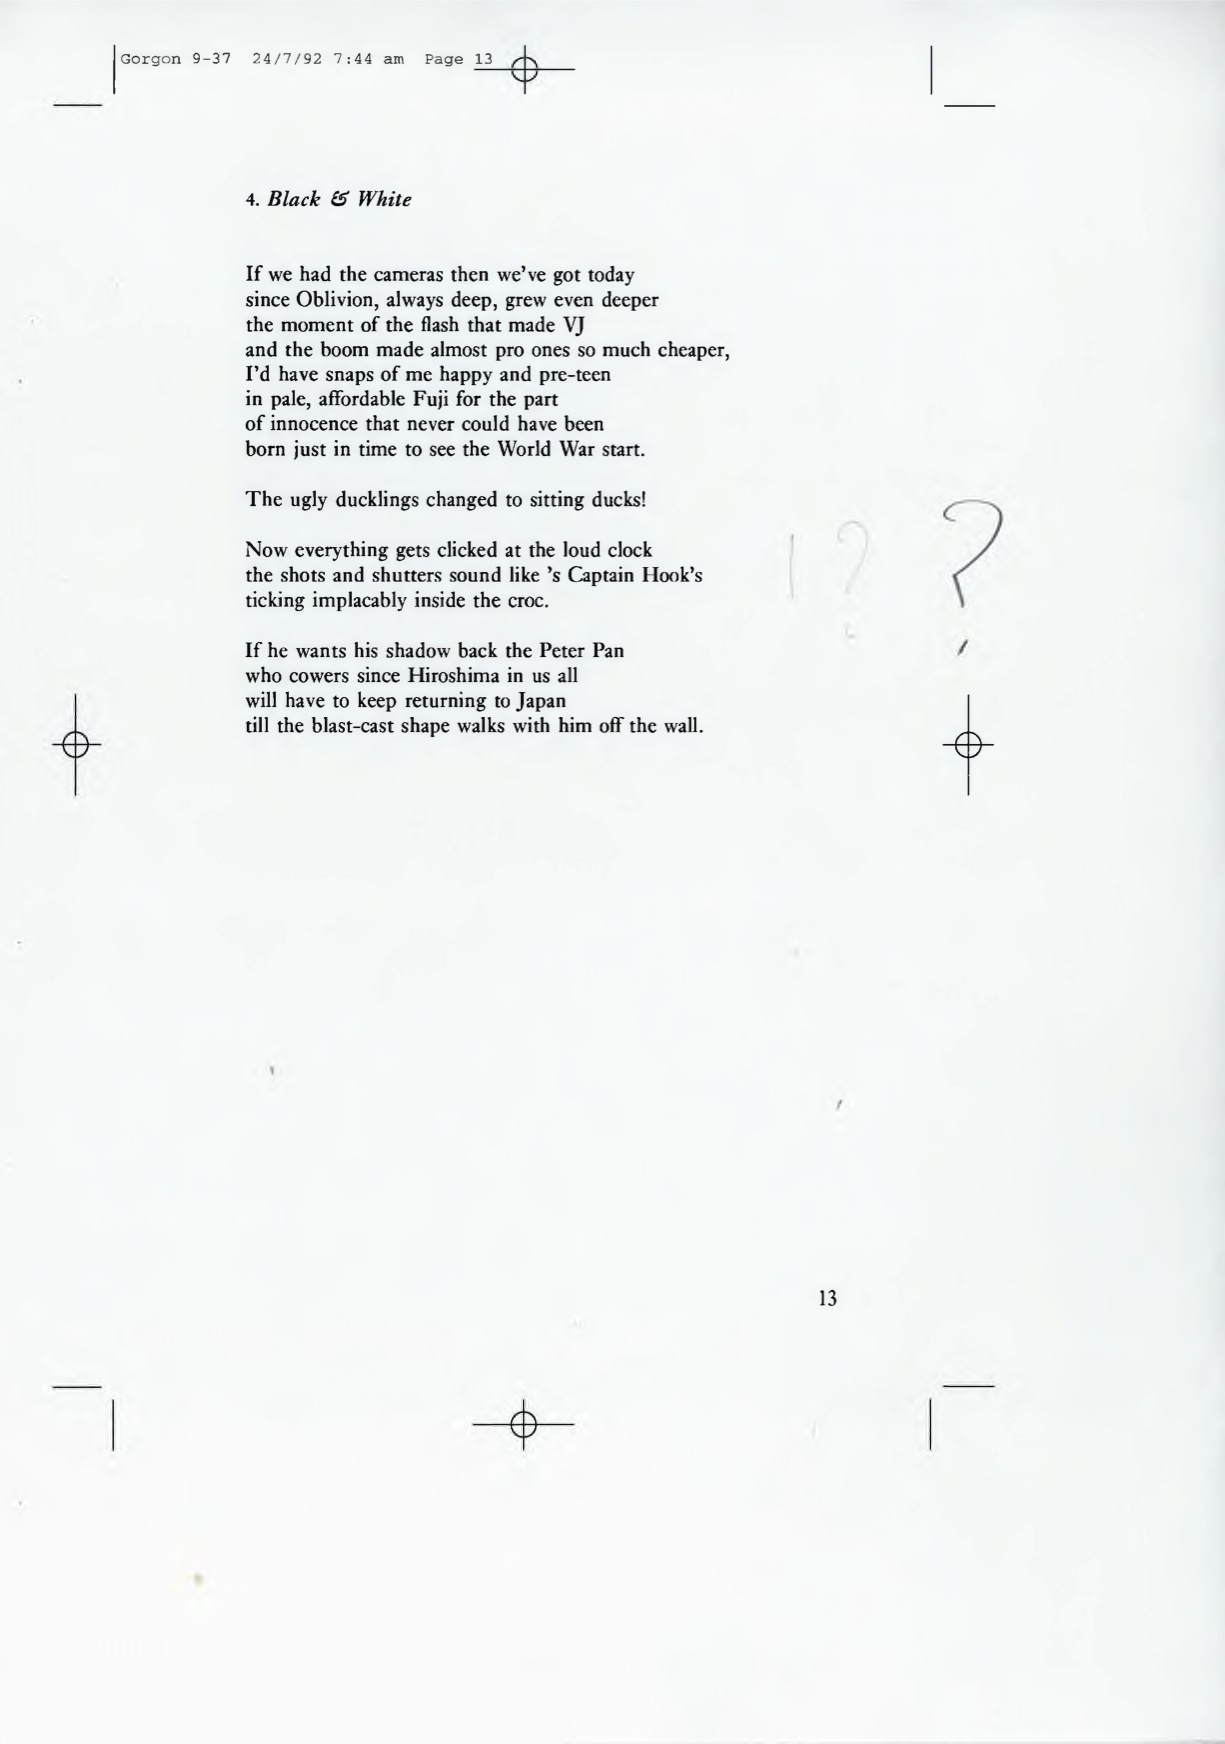 Gorgon 9-37 24/7/92 7:44 am Page 13
4. Black & White
If we had the cameras then we've got today
since Oblivion, always deep, grew even deeper
the moment of the flash that made VJ
and the boom made almost pro ones so much cheaper,
I'd have snaps of me happy and pre-teen
in pale, affordable Fuji for the part
of innocence that never could have been
born just in time to see the World War start.
The ugly ducklings changed to sitting ducks!
Now everything gets clicked at the loud clock
the shots and shutters sound like 's Captain Hook's
ticking implacably inside the croc.
| ? ?
If he wants his shadow back the Peter Pan
who cowers since Hiroshima in us all
will have to keep returning to Japan
till the blast-cast shape walks with him off the wall.
13